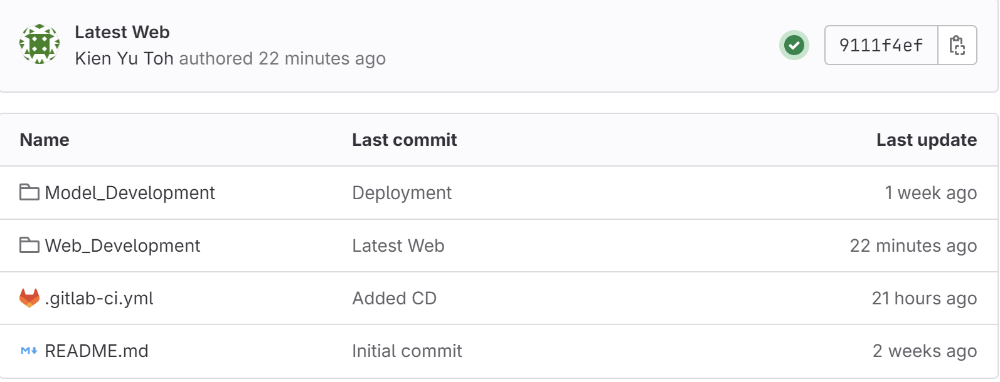 Latest Web
Kien Yu Toh authored 22 minutes ago
9111f4ef
Name Last commit Last update
Model_Development Deployment 1 week ago
Web_Development Latest Web 22 minutes ago
.gitlab-ci.yml Added CD 21 hours ago
M↓ README.md Initial commit 2 weeks ago